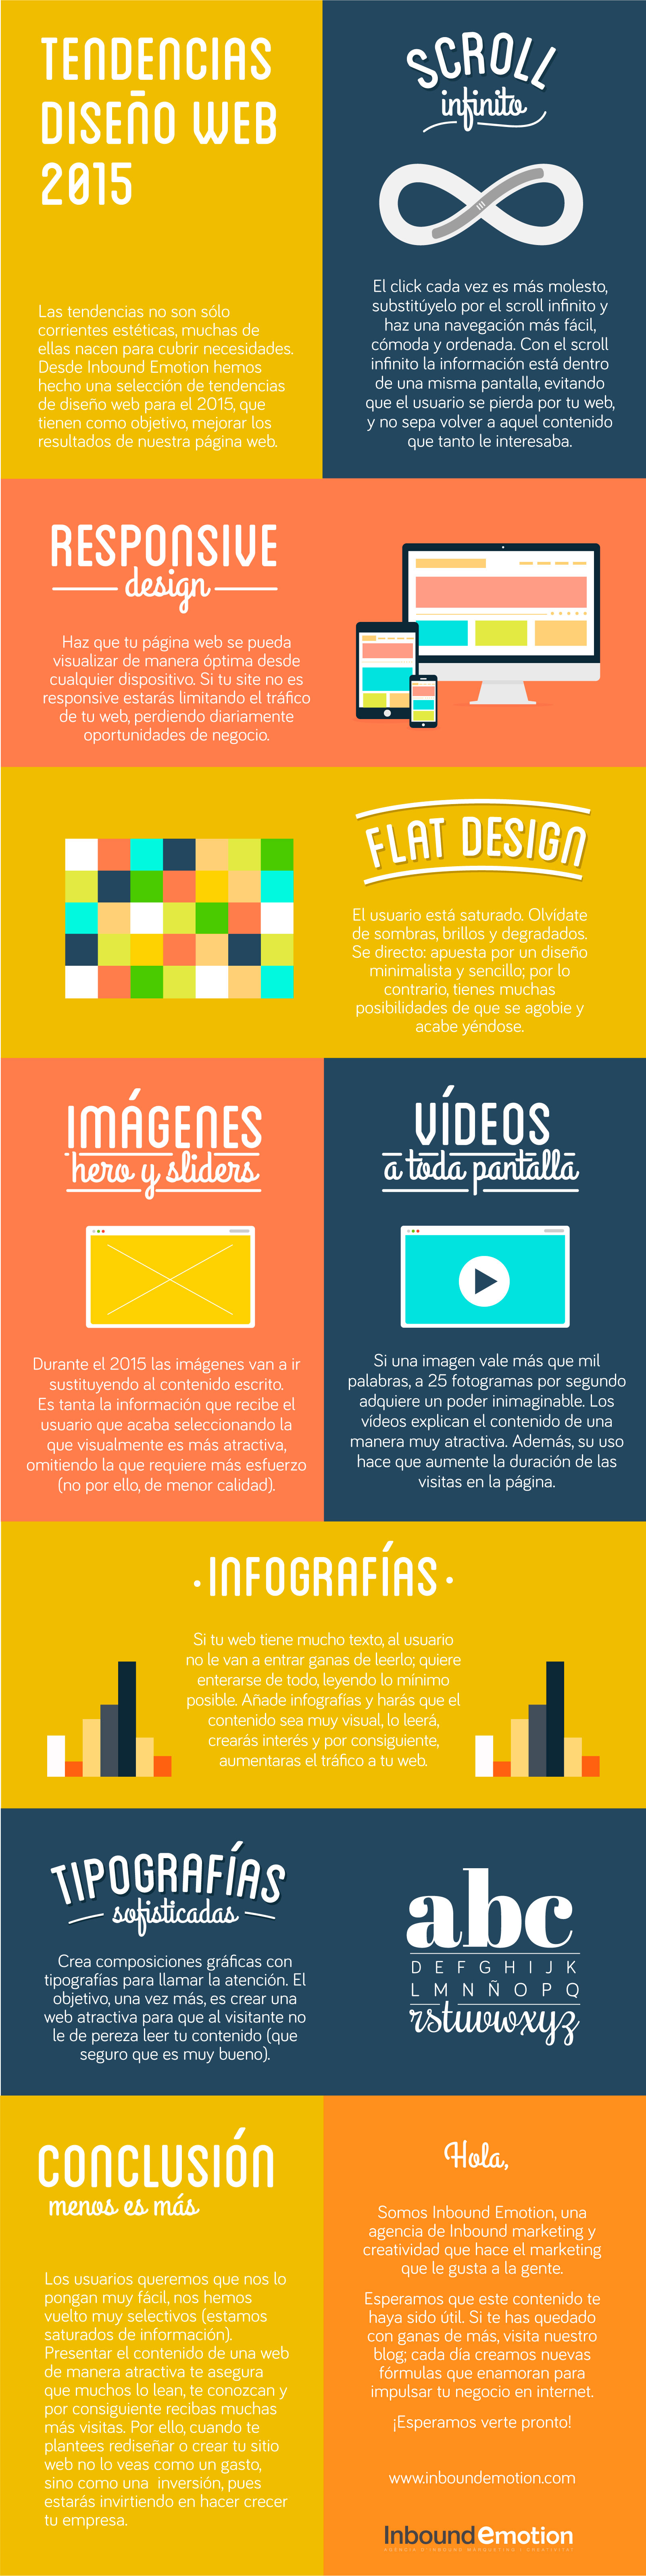 TENDENCIAS
DISEÑO WEB
2015
Las tendencias no son sólo
corrientes estéticas, muchas de
ellas nacen para cubrir necesidades.
Desde Inbound Emotion hemos
hecho una selección de tendencias
de diseño web para el 2015, que
tienen como objetivo, mejorar los
resultados de nuestra página web.
SCROLL
infinito
El click cada vez es más molesto,
substitúyelo por el scroll infinito y
haz una navegación más fácil,
cómoda y ordenada. Con el scroll
infinito la información está dentro
de una misma pantalla, evitando
que el usuario se pierda por tu web,
y no sepa volver a aquel contenido
que tanto le interesaba.
RESPONSIVE
design
Haz que tu página web se pueda
visualizar de manera óptima desde
cualquier dispositivo. Si tu site no es
responsive estarás limitando el tráfico
de tu web, perdiendo diariamente
oportunidades de negocio.
FLAT DESIGN
El usuario está saturado. Olvídate
de sombras, brillos y degradados.
Se directo: apuesta por un diseño
minimalista y sencillo; por lo
contrario, tienes muchas
posibilidades de que se agobie y
acabe yéndose.
IMÁGENES
hero y sliders
Durante el 2015 las imágenes van a ir
sustituyendo al contenido escrito.
Es tanta la información que recibe el
usuario que acaba seleccionando la
que visualmente es más atractiva,
omitiendo la que requiere más esfuerzo
(no por ello, de menor calidad).
VÍDEOS
a toda pantalla
Si una imagen vale más que mil
palabras, a 25 fotogramas por segundo
adquiere un poder inimaginable. Los
vídeos explican el contenido de una
manera muy atractiva. Además, su uso
hace que aumente la duración de las
visitas en la página.
· INFOGRAFÍAS ·
Si tu web tiene mucho texto, al usuario
no le van a entrar ganas de leerlo; quiere
enterarse de todo, leyendo lo mínimo
posible. Añade infografías y harás que el
contenido sea muy visual, lo leerá,
crearás interés y por consiguiente,
aumentaras el tráfico a tu web.
TIPOGRAFÍAS
sofisticadas
Crea composiciones gráficas con
tipografías para llamar la atención. El
objetivo, una vez más, es crear una
web atractiva para que al visitante no
le de pereza leer tu contenido (que
seguro que es muy bueno).
abc
D E F G H I J K
L M N Ñ O P Q
rstuvwxyz
CONCLUSIÓN
menos es más
Los usuarios queremos que nos lo
pongan muy fácil, nos hemos
vuelto muy selectivos (estamos
saturados de información).
Presentar el contenido de una web
de manera atractiva te asegura
que muchos lo lean, te conozcan y
por consiguiente recibas muchas
más visitas. Por ello, cuando te
plantees rediseñar o crear tu sitio
web no lo veas como un gasto,
sino como una inversión, pues
estarás invirtiendo en hacer crecer
tu empresa.
Hola,
Somos Inbound Emotion, una
agencia de Inbound marketing y
creatividad que hace el marketing
que le gusta a la gente.
Esperamos que este contenido te
haya sido útil. Si te has quedado
con ganas de más, visita nuestro
blog; cada día creamos nuevas
fórmulas que enamoran para
impulsar tu negocio en internet.
¡Esperamos verte pronto!
www.inboundemotion.com
Inbound emotion